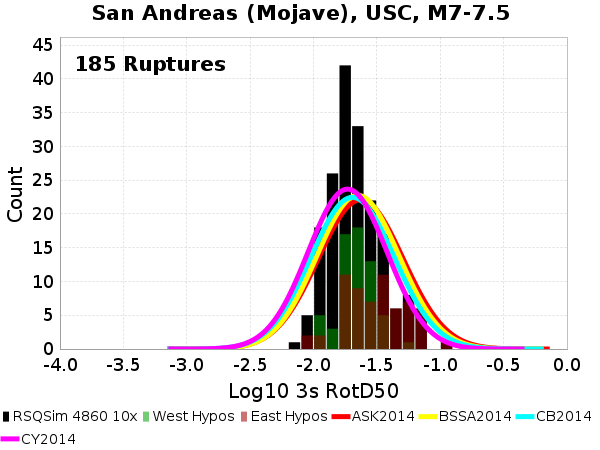 San Andreas (Mojave), USC, M7-7.5
185 Ruptures
Count
45
40
35
30
25
20
15
10
5
0
-4.0 -3.5 -3.0 -2.5 -2.0 -1.5 -1.0 -0.5 0.0
Log10 3s RotD50
RSQSim 4860 10x West Hypos East Hypos ASK2014 BSSA2014 CB2014
CY2014